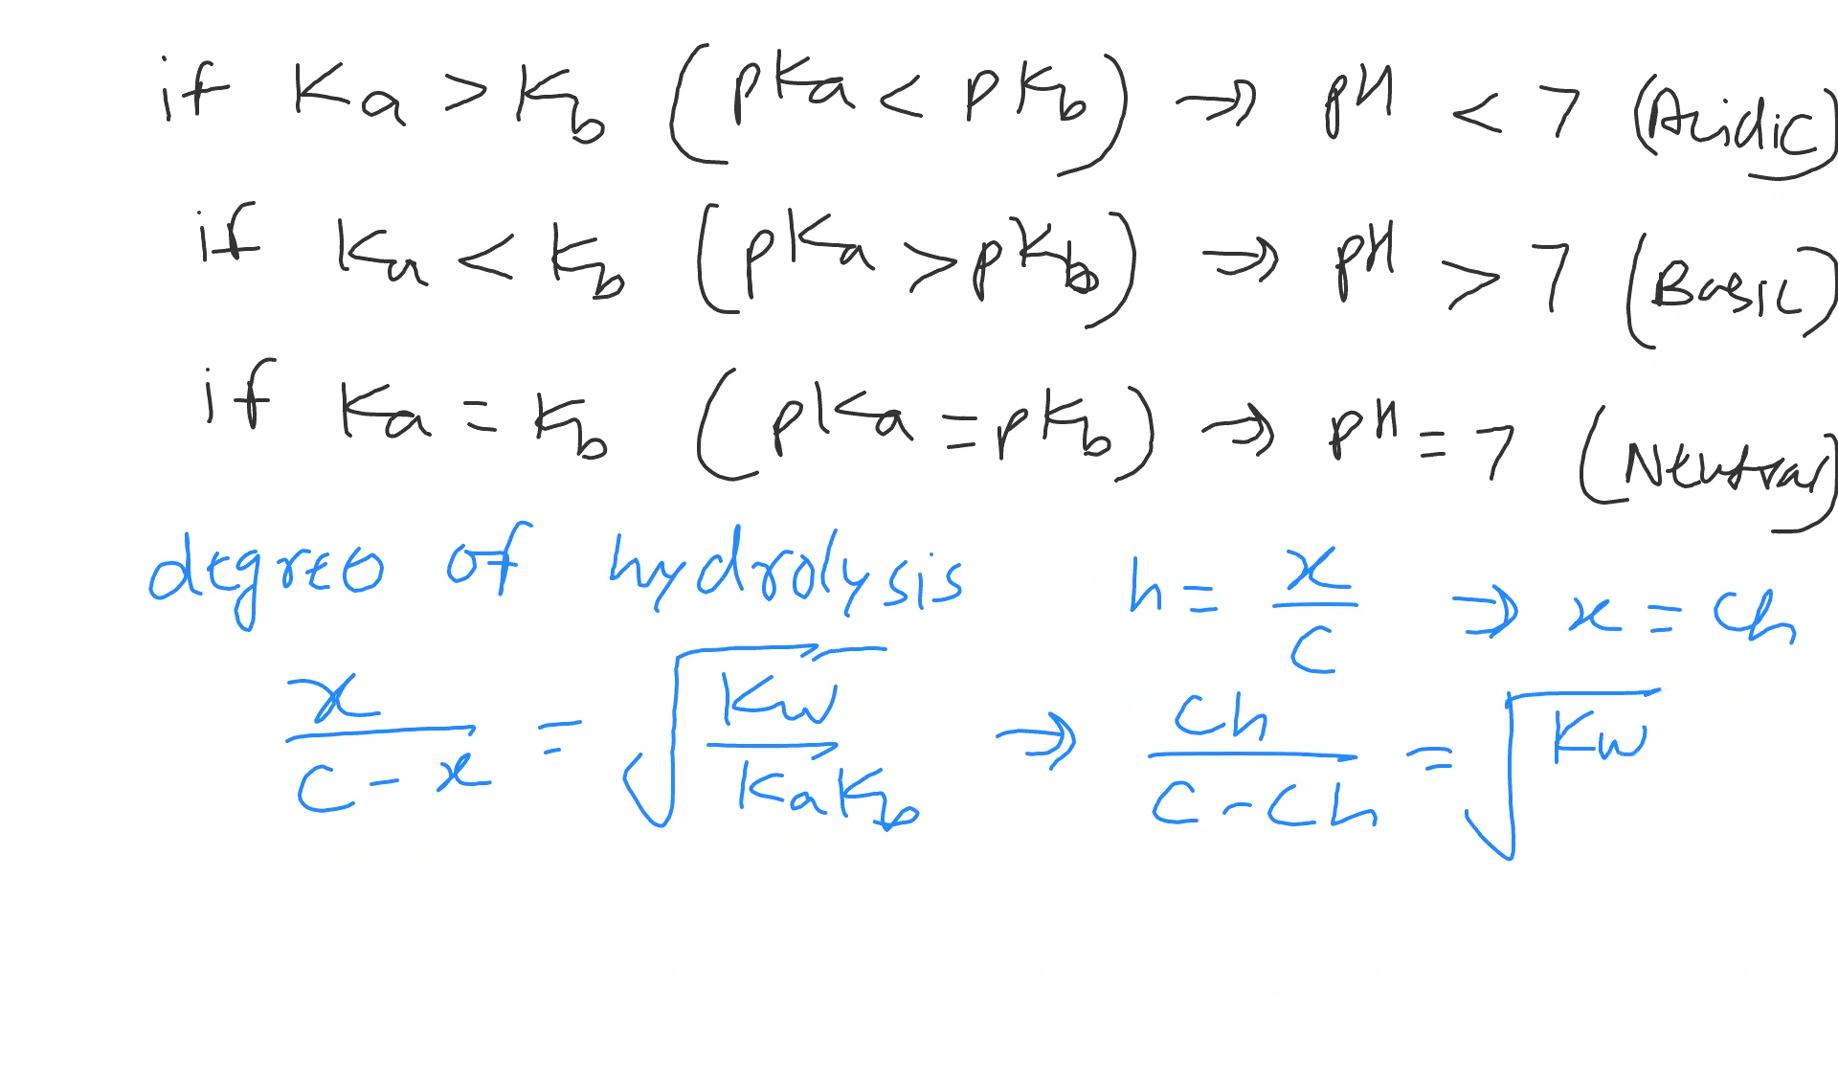 if Ka > Kb (pKa < pKb) ⇒ pH < 7 (Acidic)
if Ka < Kb (pKa > pKb) ⇒ pH > 7 (Basic)
if Ka = Kb (pKa = pKb) ⇒ pH = 7 (Neutral)
degree of hydrolysis h = x/C ⇒ x = Ch
x/(C - x) = √(Kw/(KaKb)) ⇒ Ch/(C - Ch) = √Kw